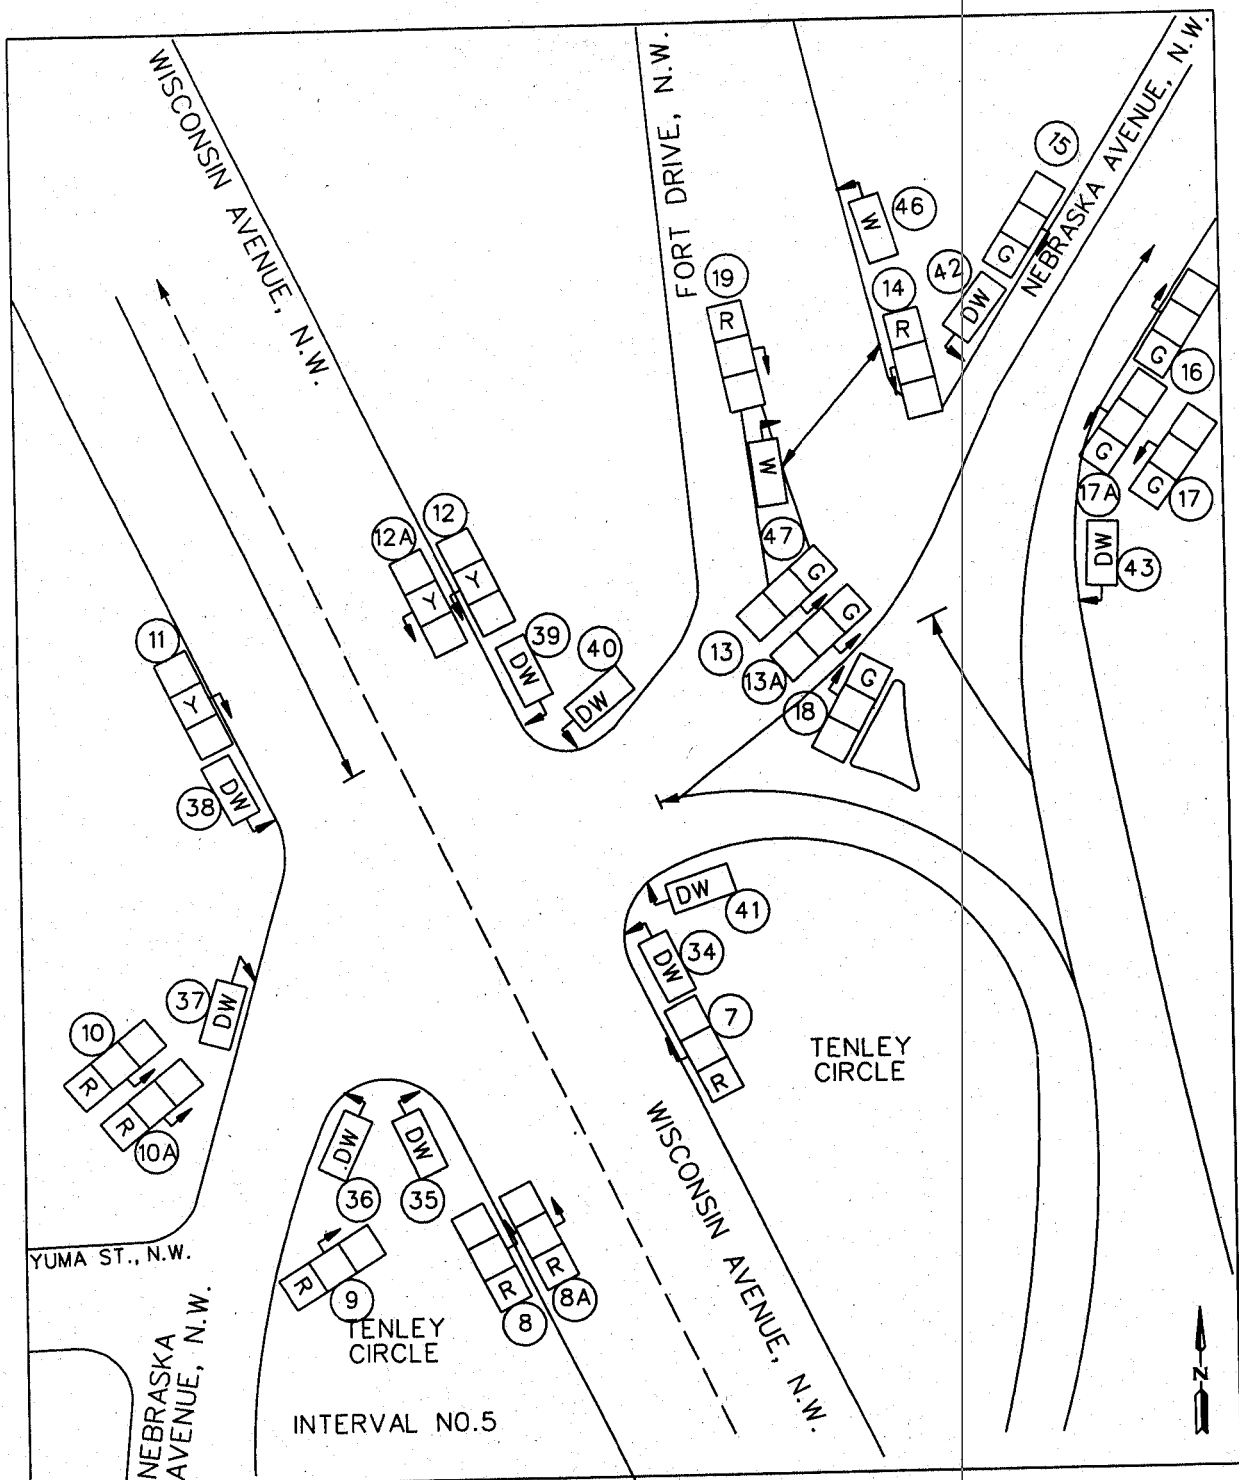 WISCONSIN AVENUE, N.W.
FORT DRIVE, N.W.
NEBRASKA AVENUE, N.W.
15
G
46
W
42
DW
14
R
19
R
W
47
16
G
17A
G
17
G
43
DW
12
Y
12A
Y
39
DW
40
DW
13
G
13A
G
18
G
11
Y
38
DW
41
DW
34
DW
7
R
37
DW
10
R
10A
R
TENLEY
CIRCLE
36
DW
35
DW
WISCONSIN AVENUE, N.W.
YUMA ST., N.W.
9
R
8
R
8A
R
TENLEY
CIRCLE
NEBRASKA
AVENUE, N.W.
INTERVAL NO.5
N